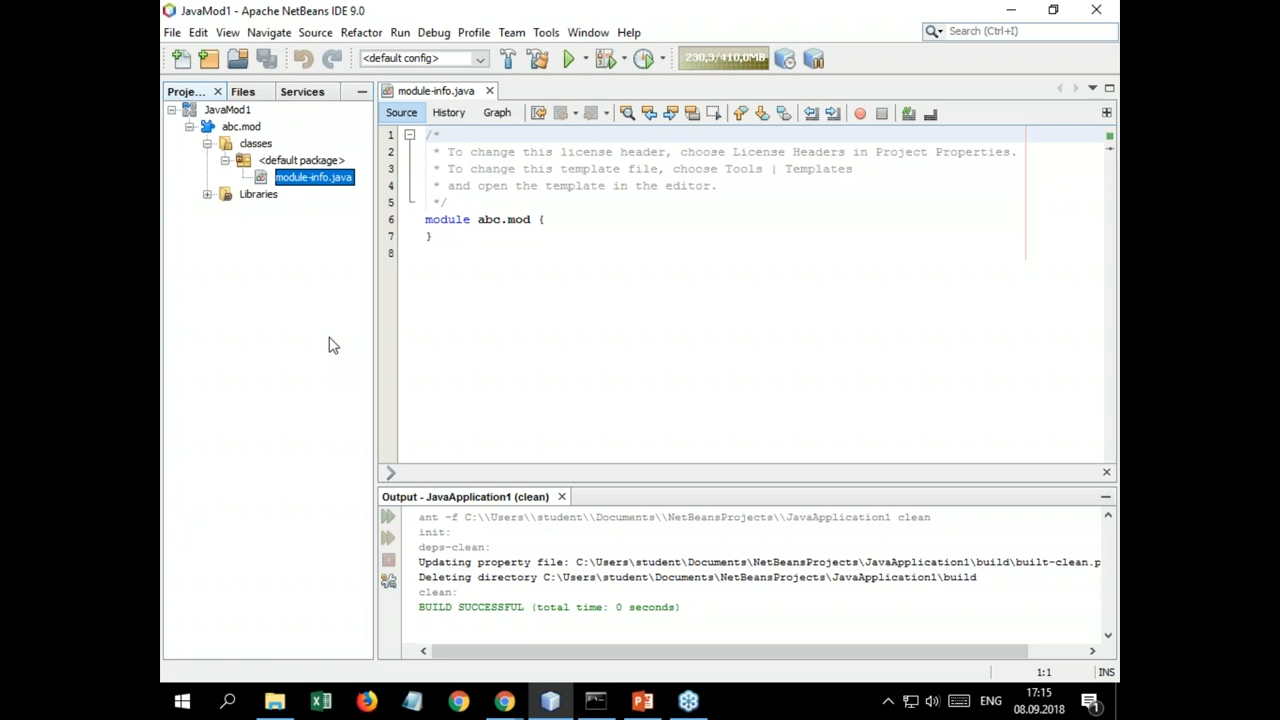 JavaMod1 - Apache NetBeans IDE 9.0
File Edit View Navigate Source Refactor Run Debug Profile Team Tools Window Help
Search (Ctrl+I)
<default config>
230,3/410,0MB
Proje...
Files
Services
module-info.java
JavaMod1
abc.mod
classes
<default package>
module-info.java
Libraries
Source History Graph
1 /*
2 * To change this license header, choose License Headers in Project Properties.
3 * To change this template file, choose Tools | Templates
4 * and open the template in the editor.
5 */
6 module abc.mod {
7 }
8
Output - JavaApplication1 (clean)
ant -f C:\\Users\\student\\Documents\\NetBeansProjects\\JavaApplication1 clean
init:
deps-clean:
Updating property file: C:\Users\student\Documents\NetBeansProjects\JavaApplication1\build\built-clean.p
Deleting directory C:\Users\student\Documents\NetBeansProjects\JavaApplication1\build
clean:
BUILD SUCCESSFUL (total time: 0 seconds)
1:1 INS
ENG
17:15
08.09.2018
1